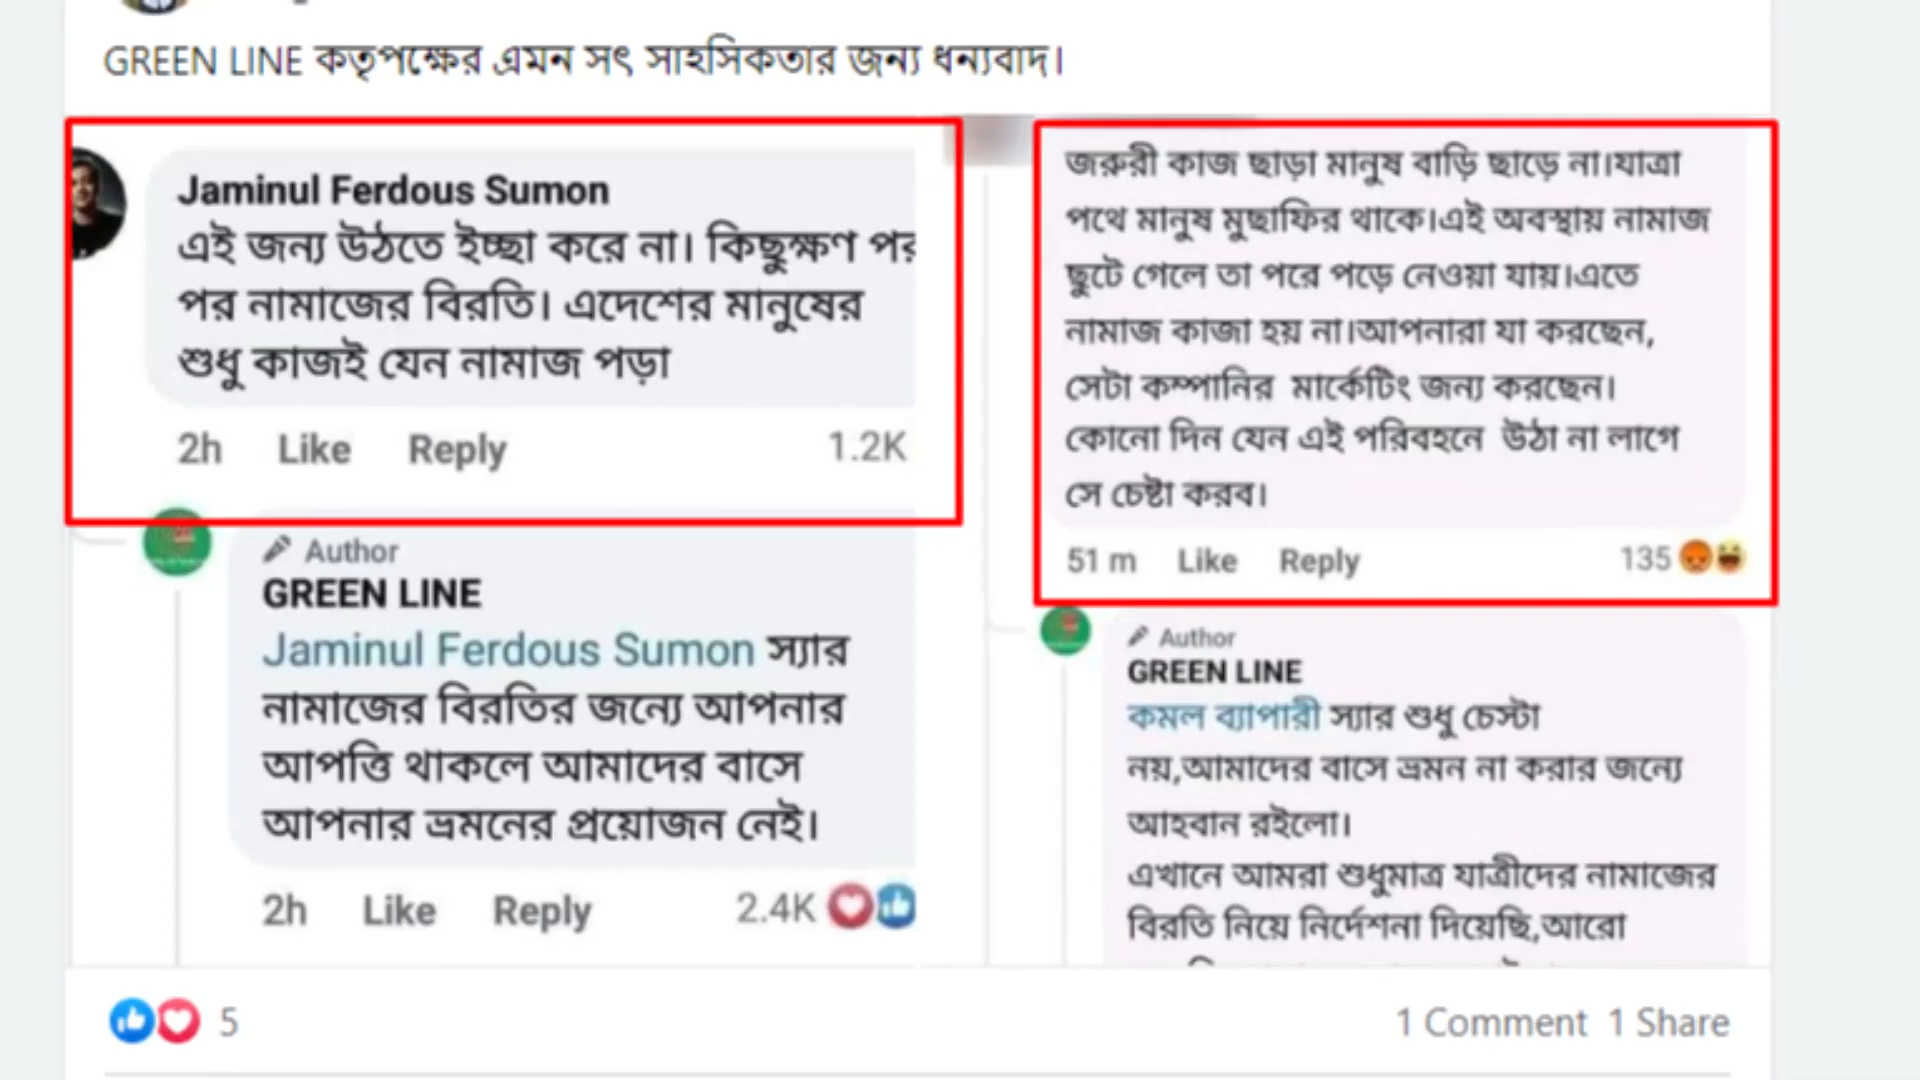 GREEN LINE কতৃপক্ষের এমন সৎ সাহসিকতার জন্য ধন্যবাদ।
Jaminul Ferdous Sumon
এই জন্য উঠতে ইচ্ছা করে না। কিছুক্ষণ পর
পর নামাজের বিরতি। এদেশের মানুষের
শুধু কাজই যেন নামাজ পড়া
2h Like Reply 1.2K
Author
GREEN LINE
Jaminul Ferdous Sumon স্যার
নামাজের বিরতির জন্যে আপনার
আপত্তি থাকলে আমাদের বাসে
আপনার ভ্রমনের প্রয়োজন নেই।
2h Like Reply 2.4K
জরুরী কাজ ছাড়া মানুষ বাড়ি ছাড়ে না।যাত্রা
পথে মানুষ মুছাফির থাকে।এই অবস্থায় নামাজ
ছুটে গেলে তা পরে পড়ে নেওয়া যায়।এতে
নামাজ কাজা হয় না।আপনারা যা করছেন,
সেটা কম্পানির মার্কেটিং জন্য করছেন।
কোনো দিন যেন এই পরিবহনে উঠা না লাগে
সে চেষ্টা করব।
51 m Like Reply 135
Author
GREEN LINE
কমল ব্যাপারী স্যার শুধু চেস্টা
নয়,আমাদের বাসে ভ্রমন না করার জন্যে
আহবান রইলো।
এখানে আমরা শুধুমাত্র যাত্রীদের নামাজের
বিরতি নিয়ে নির্দেশনা দিয়েছি,আরো
5 1 Comment 1 Share